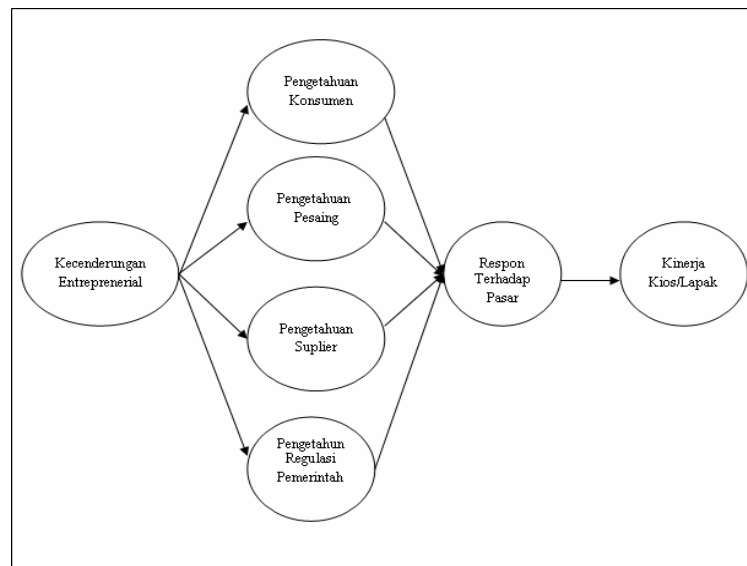 Pengetahuan
Konsumen
Pengetahuan
Pesaing
Kecenderungan
Entreprenerial
Respon
Terhadap
Pasar
Kinerja
Kios/Lapak
Pengetahuan
Suplier
Pengetahun
Regulasi
Pemerintah